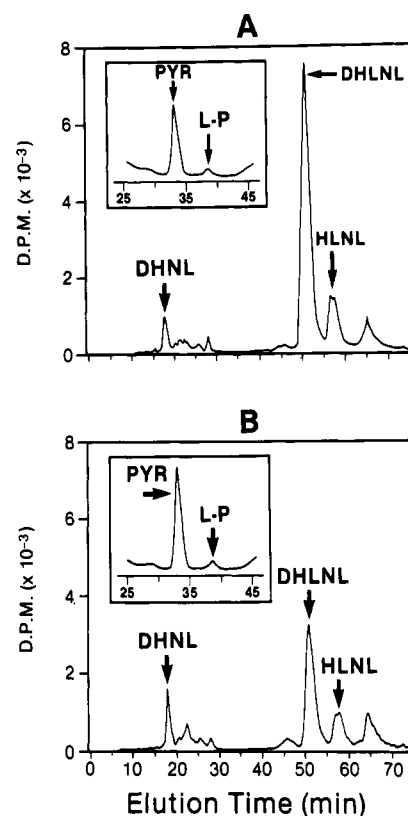 A
D.P.M. (x 10⁻³)
8
6
4
2
0
PYR
L-P
25 35 45
DHLNL
HLNL
DHNL
B
D.P.M. (x 10⁻³)
8
6
4
2
0
PYR
L-P
25 35 45
DHLNL
DHNL
HLNL
0 10 20 30 40 50 60 70
Elution Time (min)